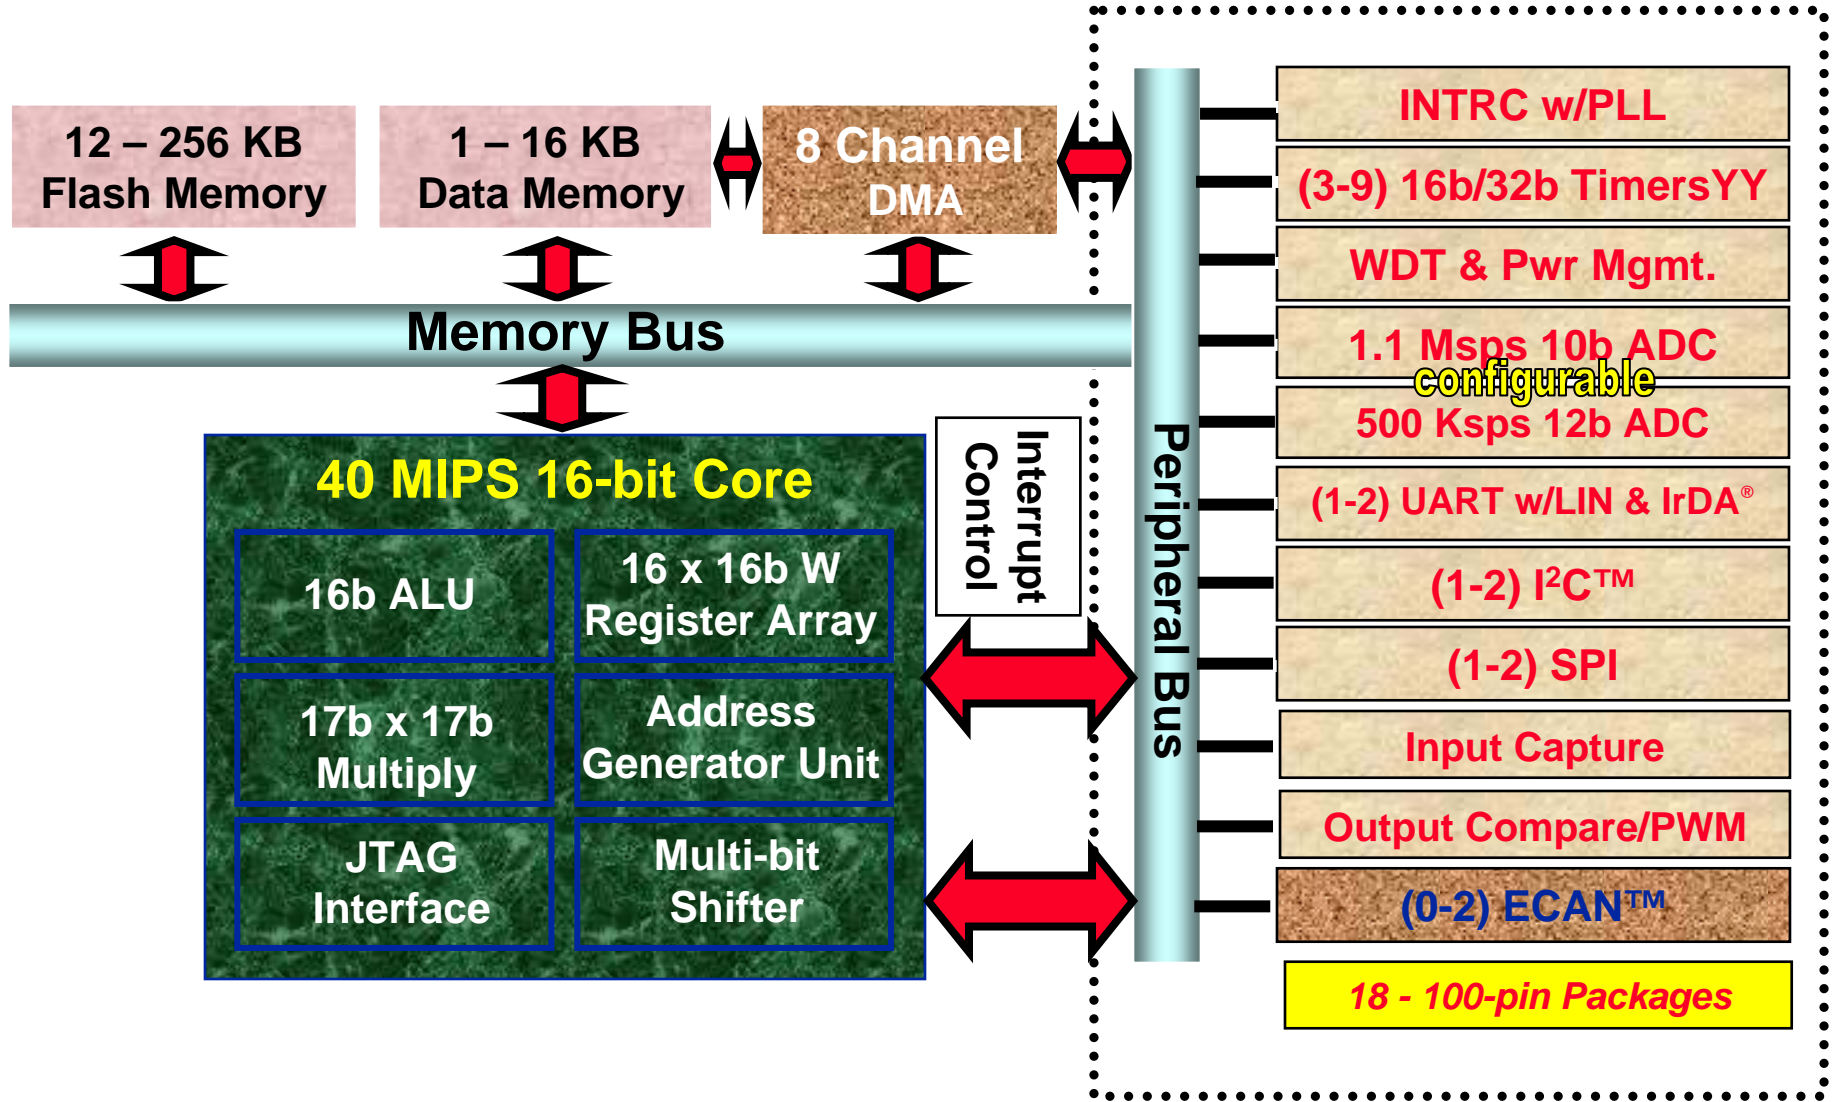 12 – 256 KB
Flash Memory
1 – 16 KB
Data Memory
8 Channel
DMA
Memory Bus
40 MIPS 16-bit Core
16b ALU
16 x 16b W
Register Array
17b x 17b
Multiply
Address
Generator Unit
JTAG
Interface
Multi-bit
Shifter
Interrupt
Control
Peripheral Bus
INTRC w/PLL
(3-9) 16b/32b TimersYY
WDT & Pwr Mgmt.
1.1 Msps 10b ADC
configurable
500 Ksps 12b ADC
(1-2) UART w/LIN & IrDA®
(1-2) I²C™
(1-2) SPI
Input Capture
Output Compare/PWM
(0-2) ECAN™
18 - 100-pin Packages